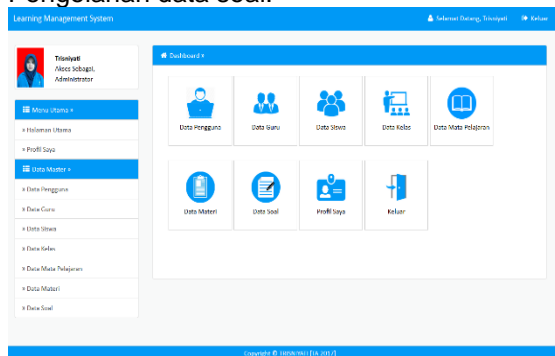 Pengolahan data soal.
Learning Management System
Selamat Datang, Trisniyati
Keluar
Trisniyati
Akses Sebagai,
Administrator
Menu Utama »
» Halaman Utama
» Profil Saya
Data Master »
» Data Pengguna
» Data Guru
» Data Siswa
» Data Kelas
» Data Mata Pelajaran
» Data Materi
» Data Soal
Dashboard »
Data Pengguna
Data Guru
Data Siswa
Data Kelas
Data Mata Pelajaran
Data Materi
Data Soal
Profil Saya
Keluar
Copyright © TRISNIYATI [TA 2017]